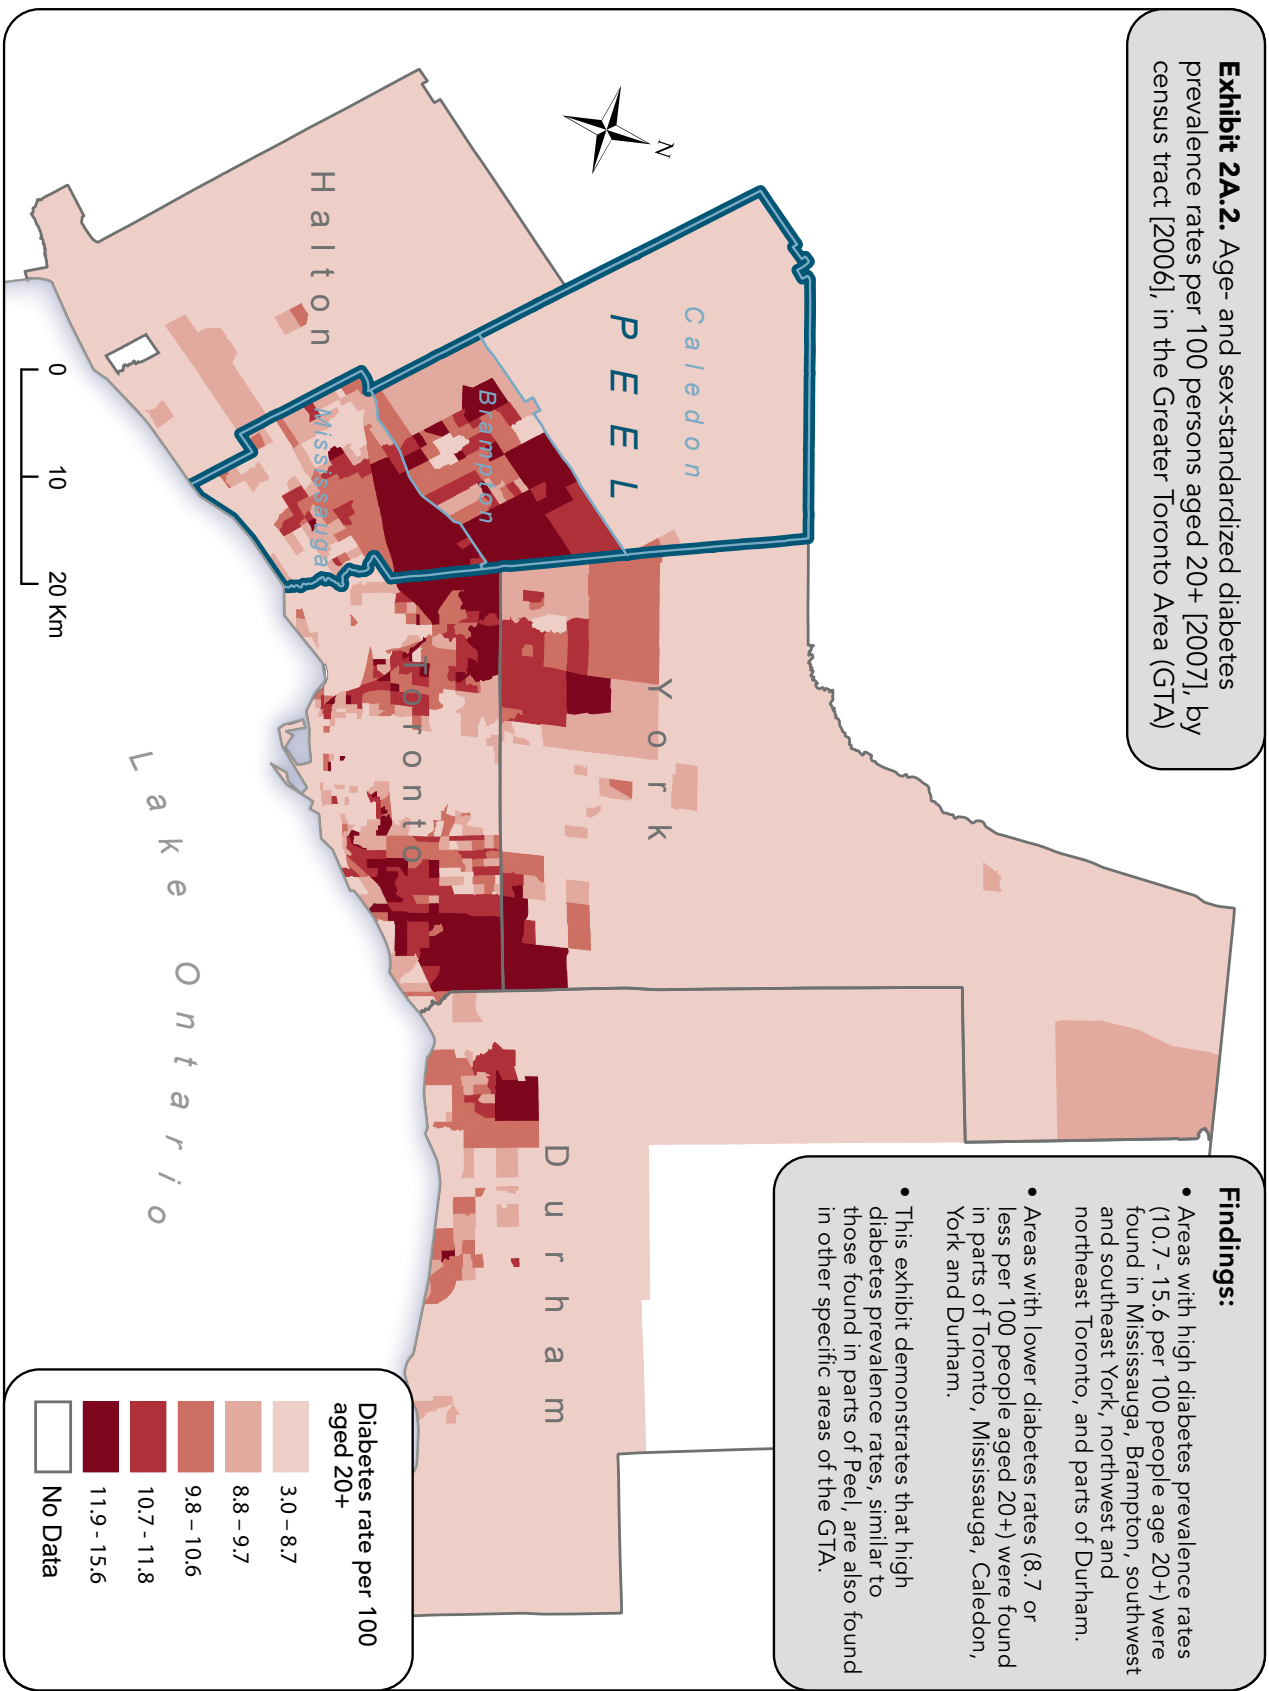 Exhibit 2A.2. Age- and sex-standardized diabetes
prevalence rates per 100 persons aged 20+ [2007], by
census tract [2006], in the Greater Toronto Area (GTA)
Findings:
• Areas with high diabetes prevalence rates
(10.7 - 15.6 per 100 people age 20+) were
found in Mississauga, Brampton, southwest
and southeast York, northwest and
northeast Toronto, and parts of Durham.
• Areas with lower diabetes rates (8.7 or
less per 100 people aged 20+) were found
in parts of Toronto, Mississauga, Caledon,
York and Durham.
• This exhibit demonstrates that high
diabetes prevalence rates, similar to
those found in parts of Peel, are also found
in other specific areas of the GTA.
N
Caledon
PEEL
York
Brampton
Durham
Toronto
Halton
Mississauga
Lake Ontario
0 10 20 Km
Diabetes rate per 100
aged 20+
3.0 – 8.7
8.8 – 9.7
9.8 – 10.6
10.7 - 11.8
11.9 - 15.6
No Data